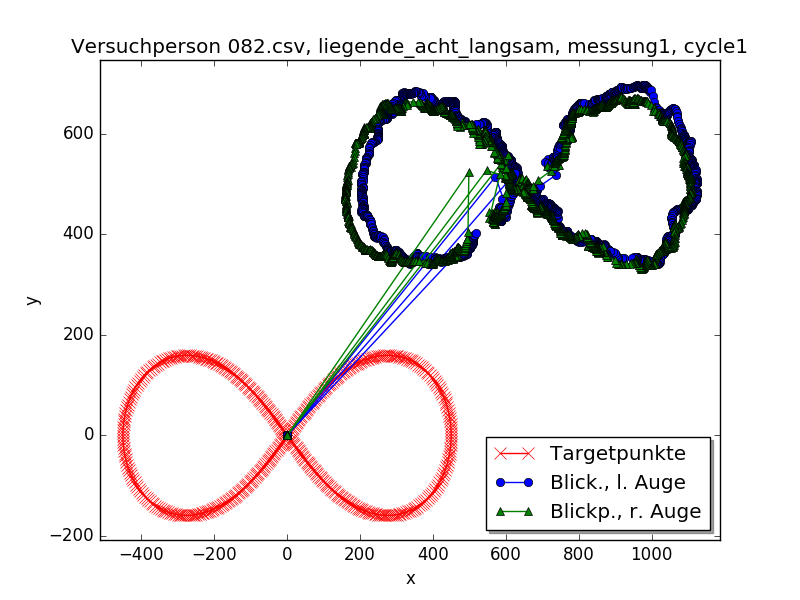 Versuchperson 082.csv, liegende_acht_langsam, messung1, cycle1
600
400
200
0
−200
y
−400
−200
0
200
400
600
800
1000
x
Targetpunkte
Blick., l. Auge
Blickp., r. Auge